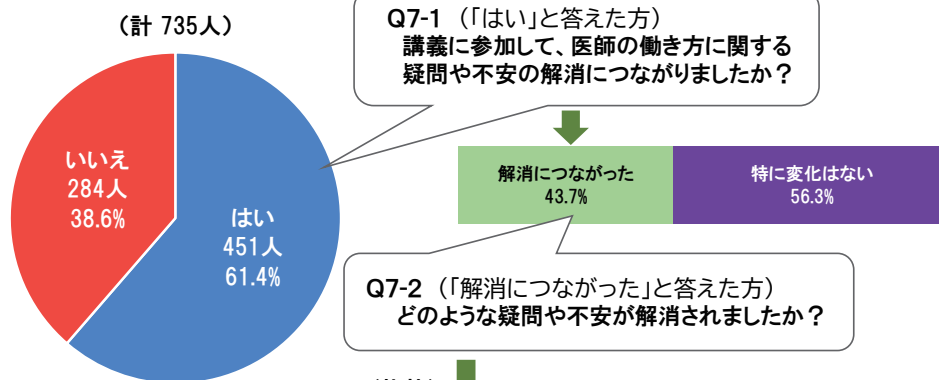 (計 735人)
いいえ
284人
38.6%
はい
451人
61.4%
Q7-1 (「はい」と答えた方)
講義に参加して、医師の働き方に関する
疑問や不安の解消につながりましたか?
解消につながった
43.7%
特に変化はない
56.3%
Q7-2 (「解消につながった」と答えた方)
どのような疑問や不安が解消されましたか?